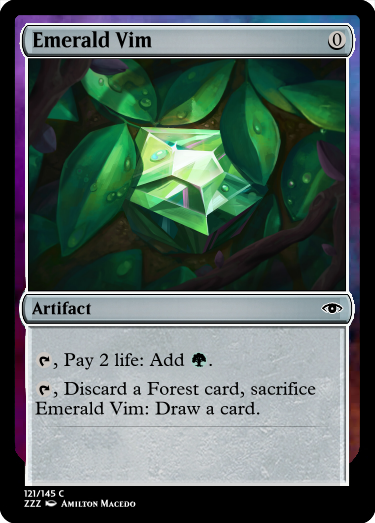 Emerald Vim
0
Artifact
, Pay 2 life: Add .
, Discard a Forest card, sacrifice
Emerald Vim: Draw a card.
121/145 C
ZZZ Amilton Macedo